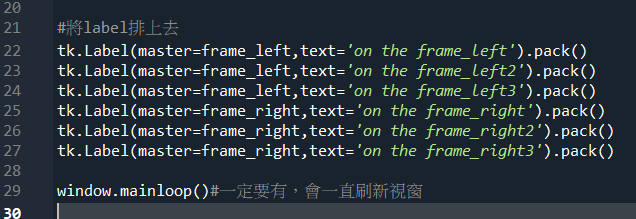 20
21 #將label排上去
22 tk.Label(master=frame_left,text='on the frame_left').pack()
23 tk.Label(master=frame_left,text='on the frame_left2').pack()
24 tk.Label(master=frame_left,text='on the frame_left3').pack()
25 tk.Label(master=frame_right,text='on the frame_right').pack()
26 tk.Label(master=frame_right,text='on the frame_right2').pack()
27 tk.Label(master=frame_right,text='on the frame_right3').pack()
28
29 window.mainloop()#一定要有，會一直刷新視窗
30